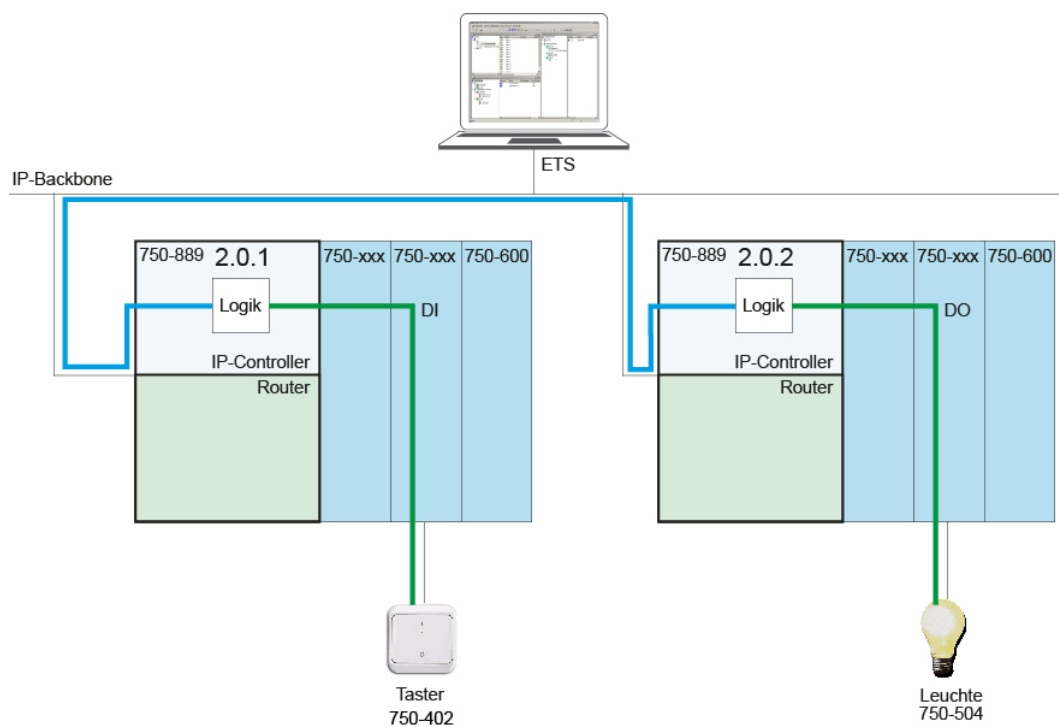 ETS
IP-Backbone
750-889 2.0.1 750-xxx 750-xxx 750-600
Logik
DI
IP-Controller
Router
Taster
750-402
750-889 2.0.2 750-xxx 750-xxx 750-600
Logik
DO
IP-Controller
Router
Leuchte
750-504